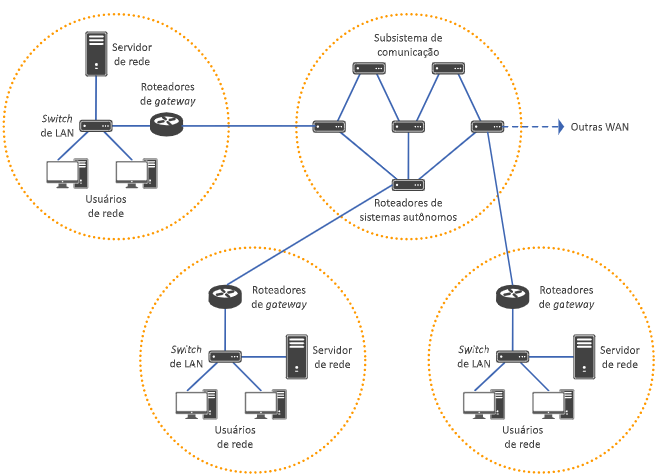 Servidor
de rede
Roteadores
de gateway
Switch
de LAN
Usuários
de rede
Subsistema de
comunicação
Outras WAN
Roteadores de
sistemas autônomos
Roteadores
de gateway
Switch
de LAN
Servidor
de rede
Usuários
de rede
Roteadores
de gateway
Switch
de LAN
Servidor
de rede
Usuários
de rede